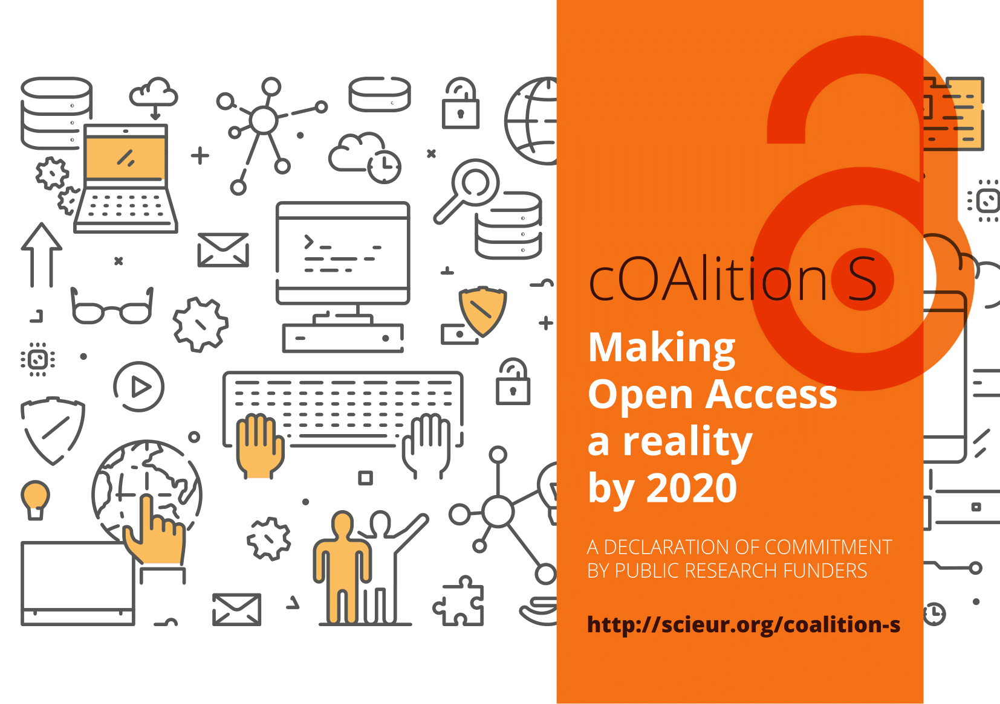 cOAlition S
Making
Open Access
a reality
by 2020
A DECLARATION OF COMMITMENT
BY PUBLIC RESEARCH FUNDERS
http://scieur.org/coalition-s